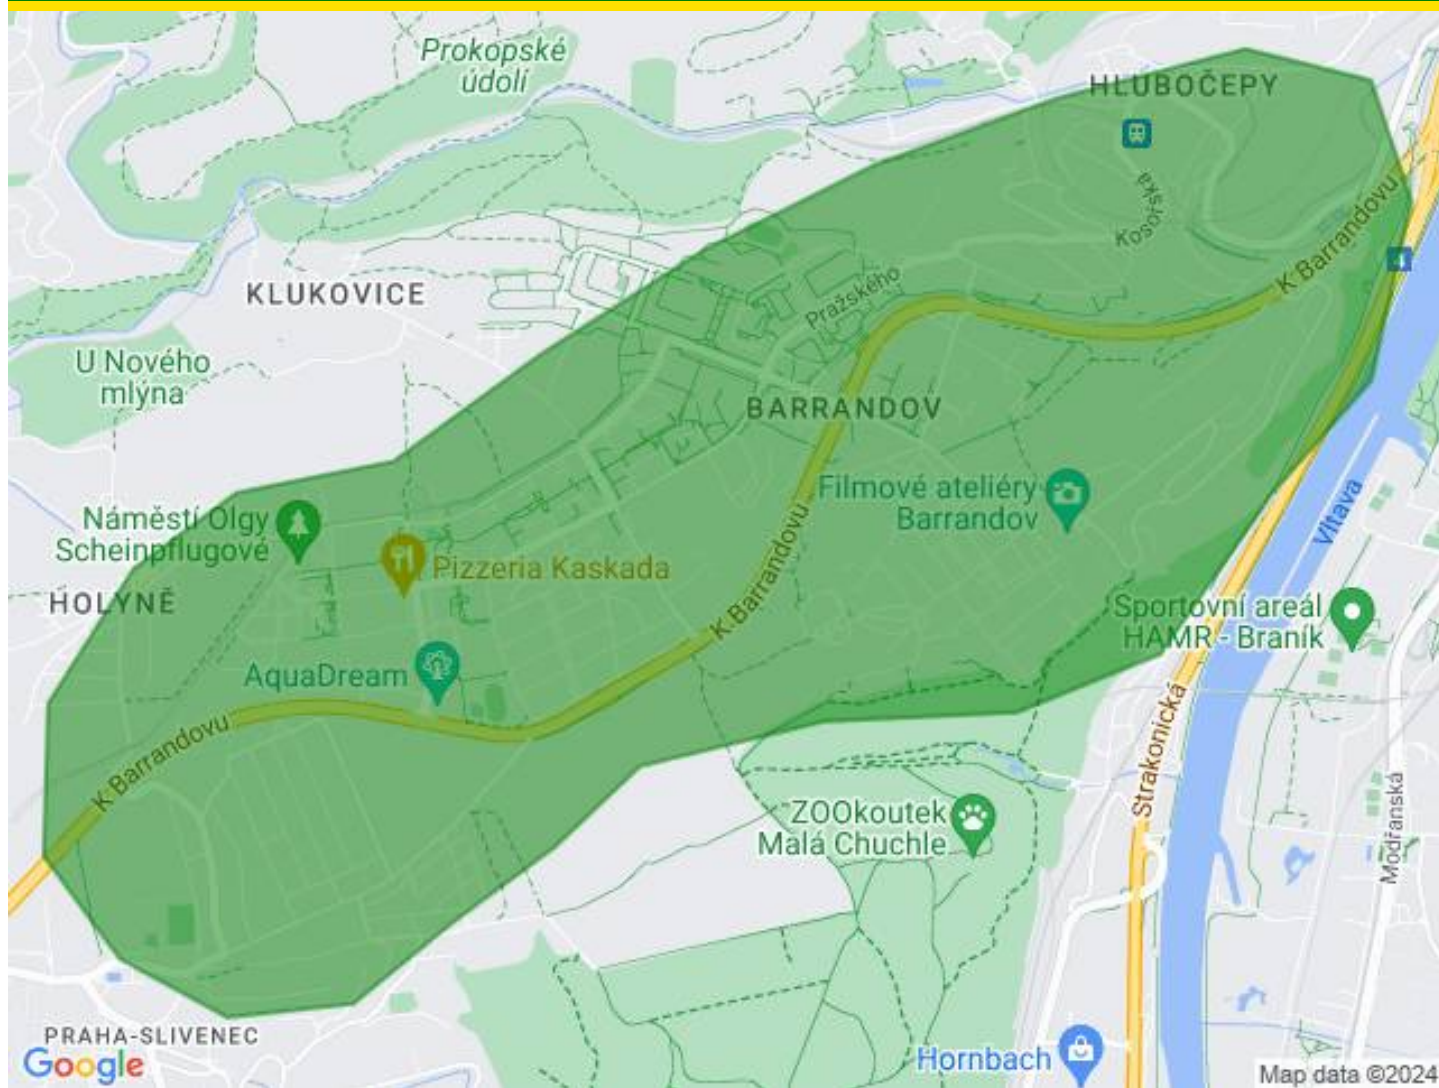 Prokopské
údolí
HLUBOČEPY
Kosořská
K Barrandovu
4
KLUKOVICE
Pražského
U Nového
mlýna
BARRANDOV
Filmové ateliéry
Barrandov
Vltava
Náměstí Olgy
Scheinpflugové
Pizzeria Kaskada
K Barrandovu
HOLYNĚ
Sportovní areál
HAMR - Braník
AquaDream
K Barrandovu
Strakonická
ZOOkoutek
Malá Chuchle
Modřanská
PRAHA-SLIVENEC
Google
Hornbach
Map data ©2024